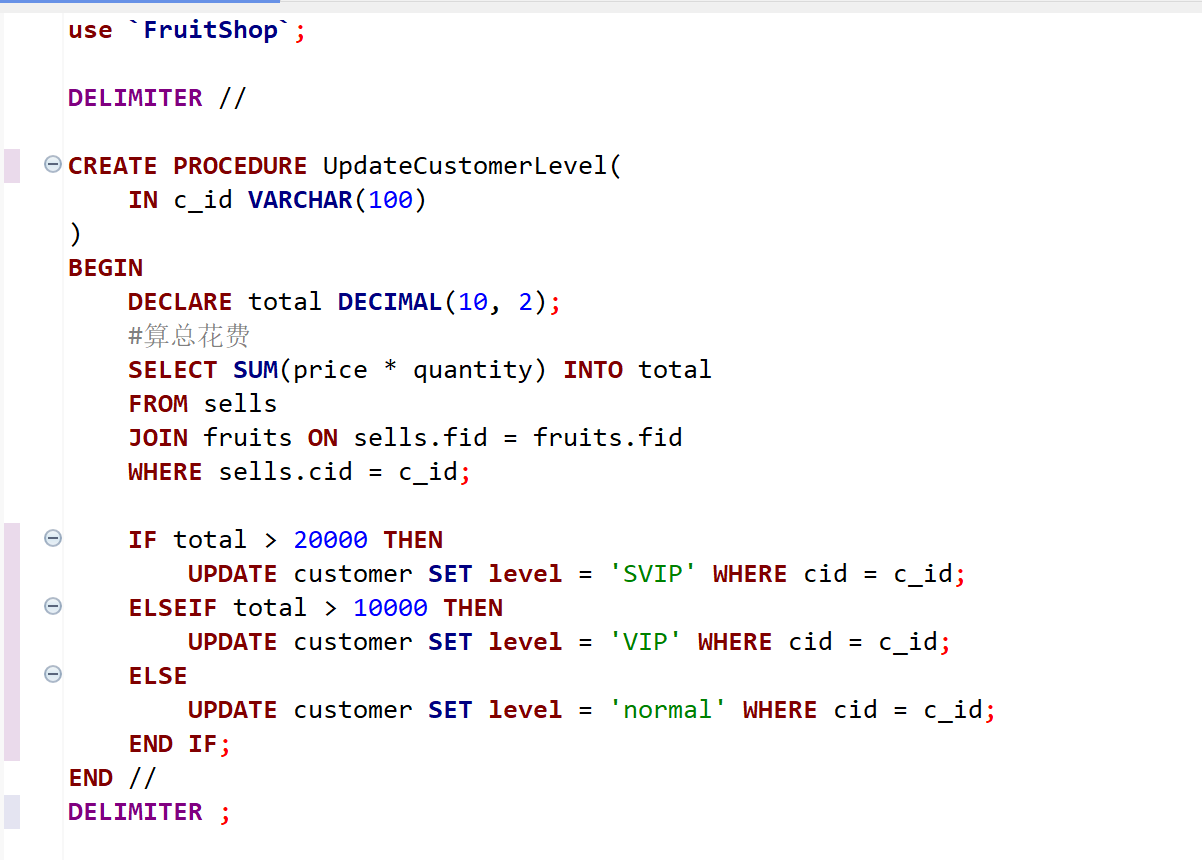 use `FruitShop`;
DELIMITER //
CREATE PROCEDURE UpdateCustomerLevel(
    IN c_id VARCHAR(100)
)
BEGIN
    DECLARE total DECIMAL(10, 2);
    #算总花费
    SELECT SUM(price * quantity) INTO total
    FROM sells
    JOIN fruits ON sells.fid = fruits.fid
    WHERE sells.cid = c_id;
    IF total > 20000 THEN
        UPDATE customer SET level = 'SVIP' WHERE cid = c_id;
    ELSEIF total > 10000 THEN
        UPDATE customer SET level = 'VIP' WHERE cid = c_id;
    ELSE
        UPDATE customer SET level = 'normal' WHERE cid = c_id;
    END IF;
END //
DELIMITER ;